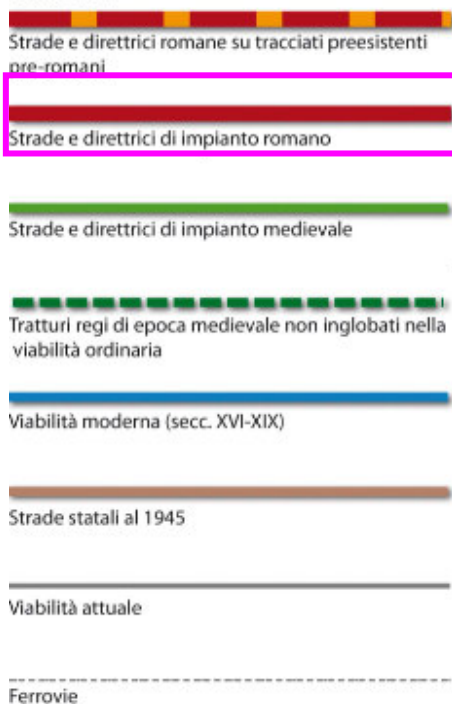 Strade e direttrici romane su tracciati preesistenti
pre-romani
Strade e direttrici di impianto romano
Strade e direttrici di impianto medievale
Tratturi regi di epoca medievale non inglobati nella
viabilità ordinaria
Viabilità moderna (secc. XVI-XIX)
Strade statali al 1945
Viabilità attuale
Ferrovie